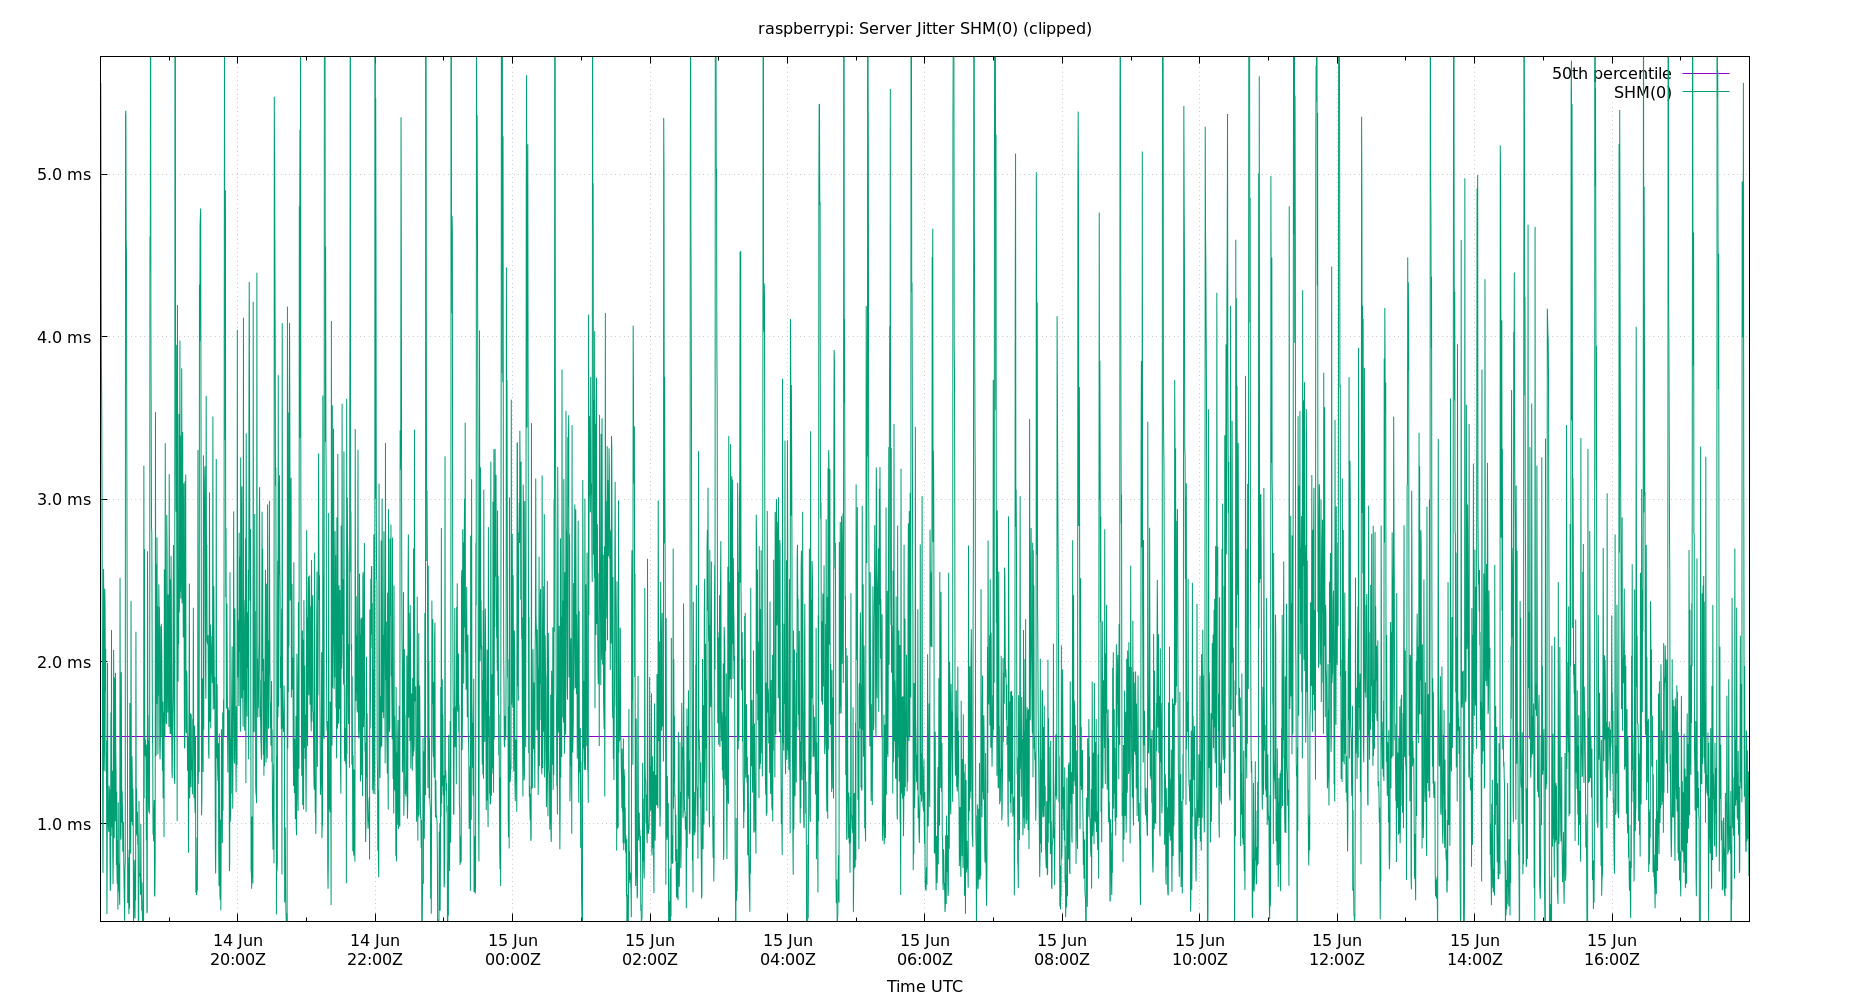 raspberrypi: Server Jitter SHM(0) (clipped)
50th percentile
SHM(0)
5.0 ms
4.0 ms
3.0 ms
2.0 ms
1.0 ms
14 Jun 14 Jun 15 Jun 15 Jun 15 Jun 15 Jun 15 Jun 15 Jun 15 Jun 15 Jun 15 Jun
20:00Z 22:00Z 00:00Z 02:00Z 04:00Z 06:00Z 08:00Z 10:00Z 12:00Z 14:00Z 16:00Z
Time UTC